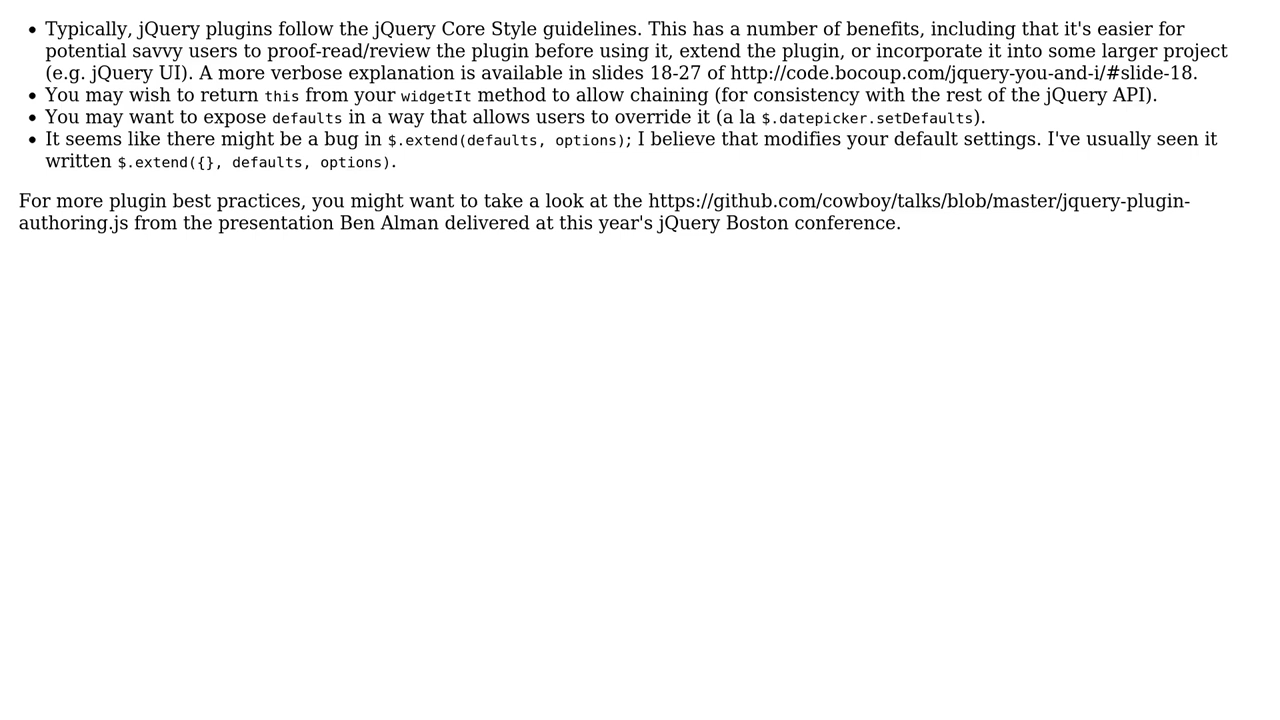 • Typically, jQuery plugins follow the jQuery Core Style guidelines. This has a number of benefits, including that it's easier for
potential savvy users to proof-read/review the plugin before using it, extend the plugin, or incorporate it into some larger project
(e.g. jQuery UI). A more verbose explanation is available in slides 18-27 of http://code.bocoup.com/jquery-you-and-i/#slide-18.
• You may wish to return this from your widgetIt method to allow chaining (for consistency with the rest of the jQuery API).
• You may want to expose defaults in a way that allows users to override it (a la $.datepicker.setDefaults).
• It seems like there might be a bug in $.extend(defaults, options); I believe that modifies your default settings. I've usually seen it
written $.extend({}, defaults, options).
For more plugin best practices, you might want to take a look at the https://github.com/cowboy/talks/blob/master/jquery-plugin-
authoring.js from the presentation Ben Alman delivered at this year's jQuery Boston conference.